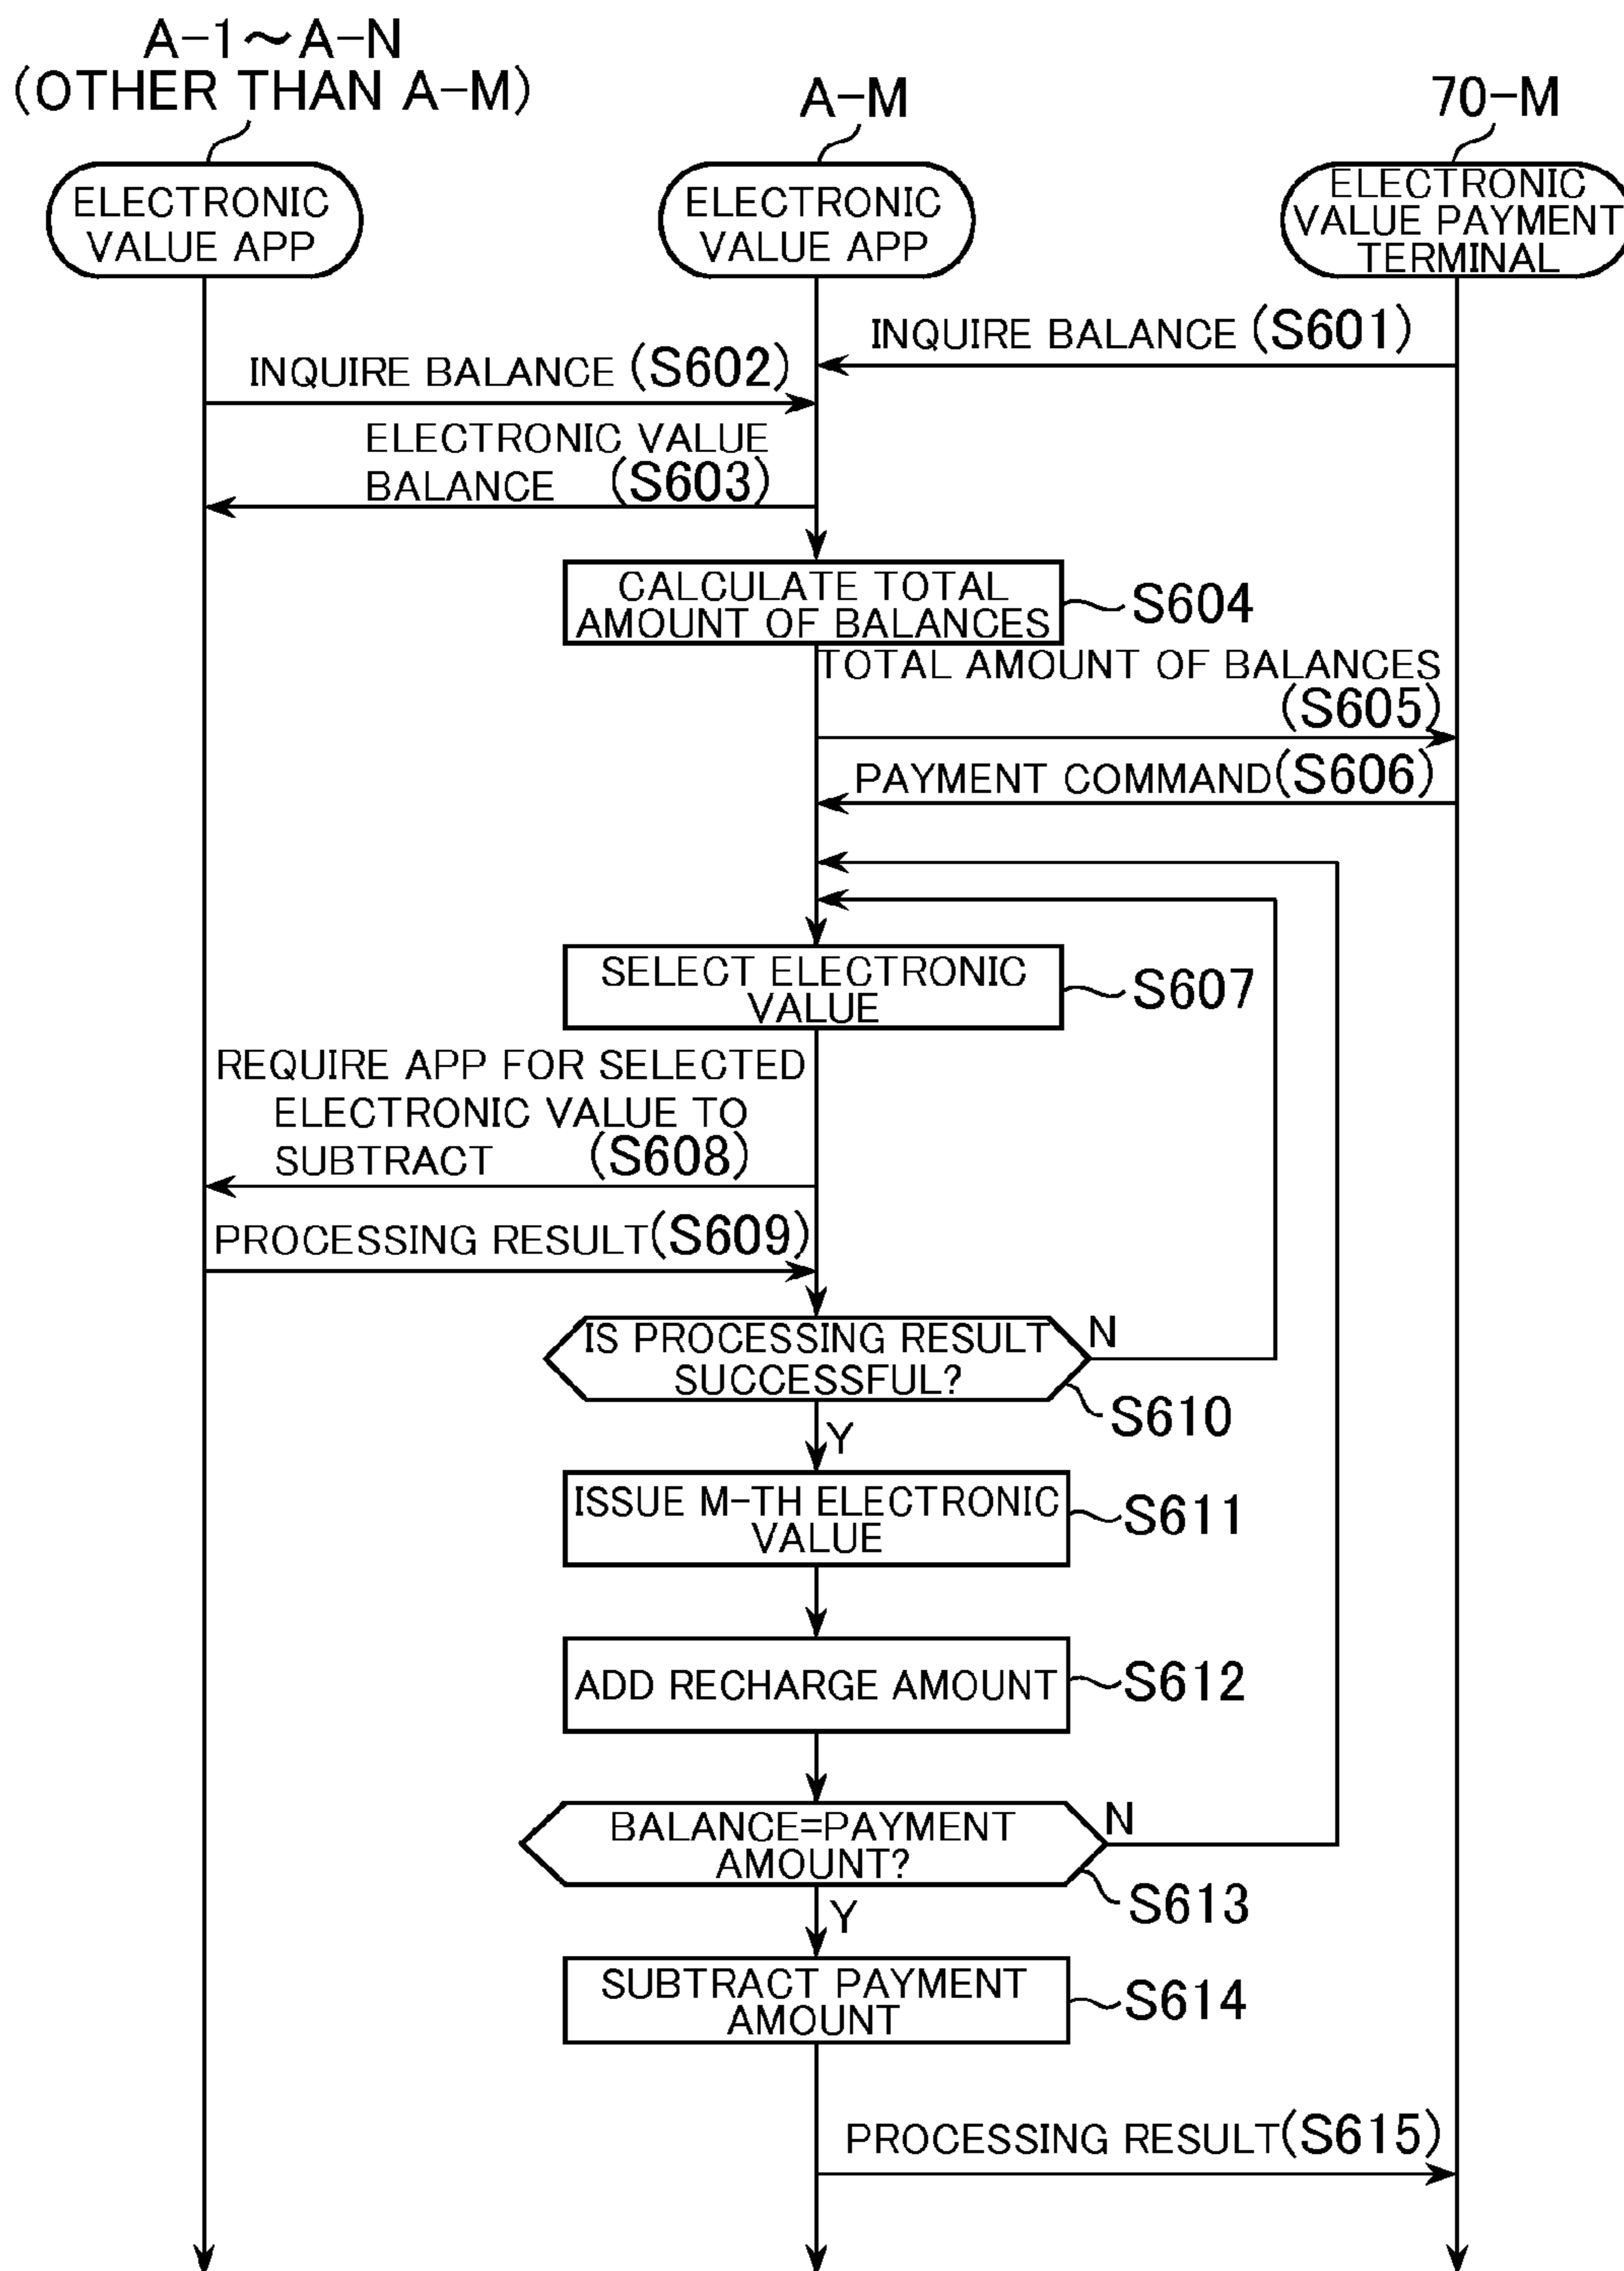 A-1～A-N
(OTHER THAN A-M)
A-M
70-M
ELECTRONIC
VALUE APP
ELECTRONIC
VALUE APP
ELECTRONIC
VALUE PAYMENT
TERMINAL
INQUIRE BALANCE (S601)
INQUIRE BALANCE (S602)
ELECTRONIC VALUE
BALANCE (S603)
CALCULATE TOTAL
AMOUNT OF BALANCES
S604
TOTAL AMOUNT OF BALANCES
(S605)
PAYMENT COMMAND(S606)
SELECT ELECTRONIC
VALUE
S607
REQUIRE APP FOR SELECTED
ELECTRONIC VALUE TO
SUBTRACT (S608)
PROCESSING RESULT(S609)
IS PROCESSING RESULT
SUCCESSFUL?
N
S610
Y
ISSUE M-TH ELECTRONIC
VALUE
S611
ADD RECHARGE AMOUNT
S612
BALANCE=PAYMENT
AMOUNT?
N
S613
Y
SUBTRACT PAYMENT
AMOUNT
S614
PROCESSING RESULT(S615)